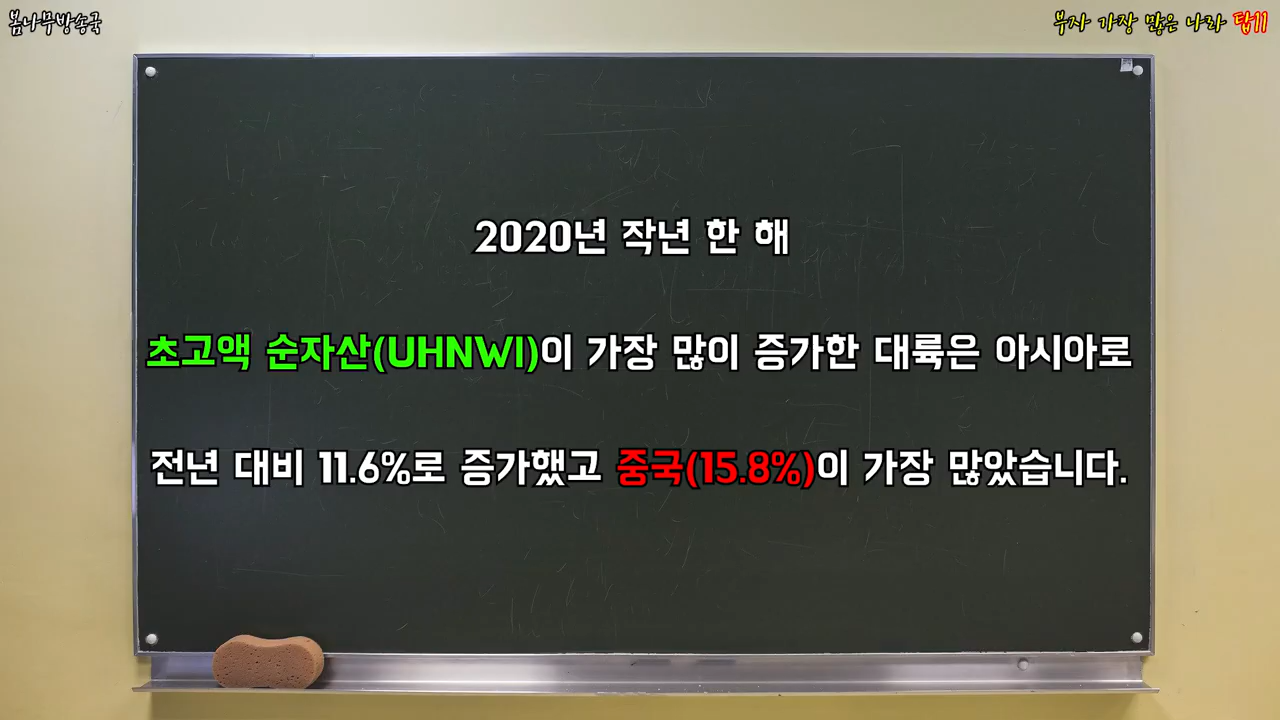 봄나무방송국
부자 가장 많은 나라 탑11
2020년 작년 한 해
초고액 순자산(UHNWI)이 가장 많이 증가한 대륙은 아시아로
전년 대비 11.6%로 증가했고 중국(15.8%)이 가장 많았습니다.